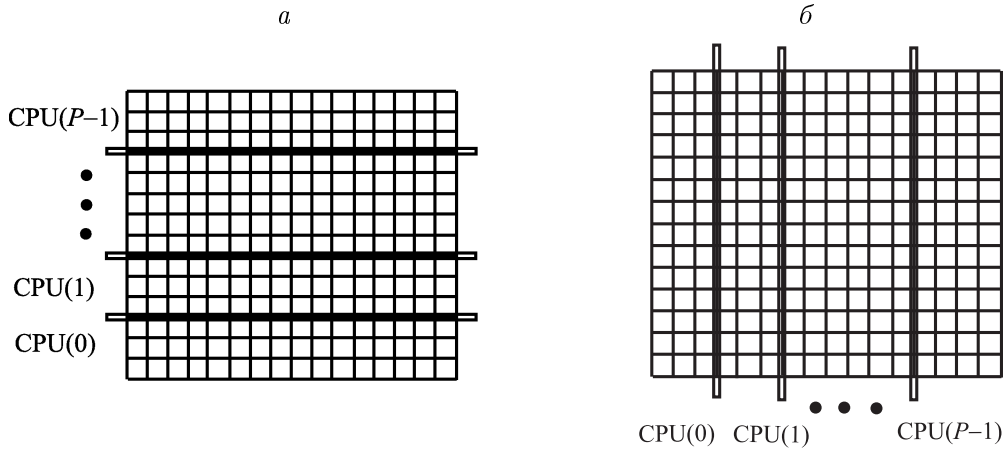 а
CPU(P–1)
CPU(1)
CPU(0)
б
CPU(0) CPU(1) CPU(P–1)